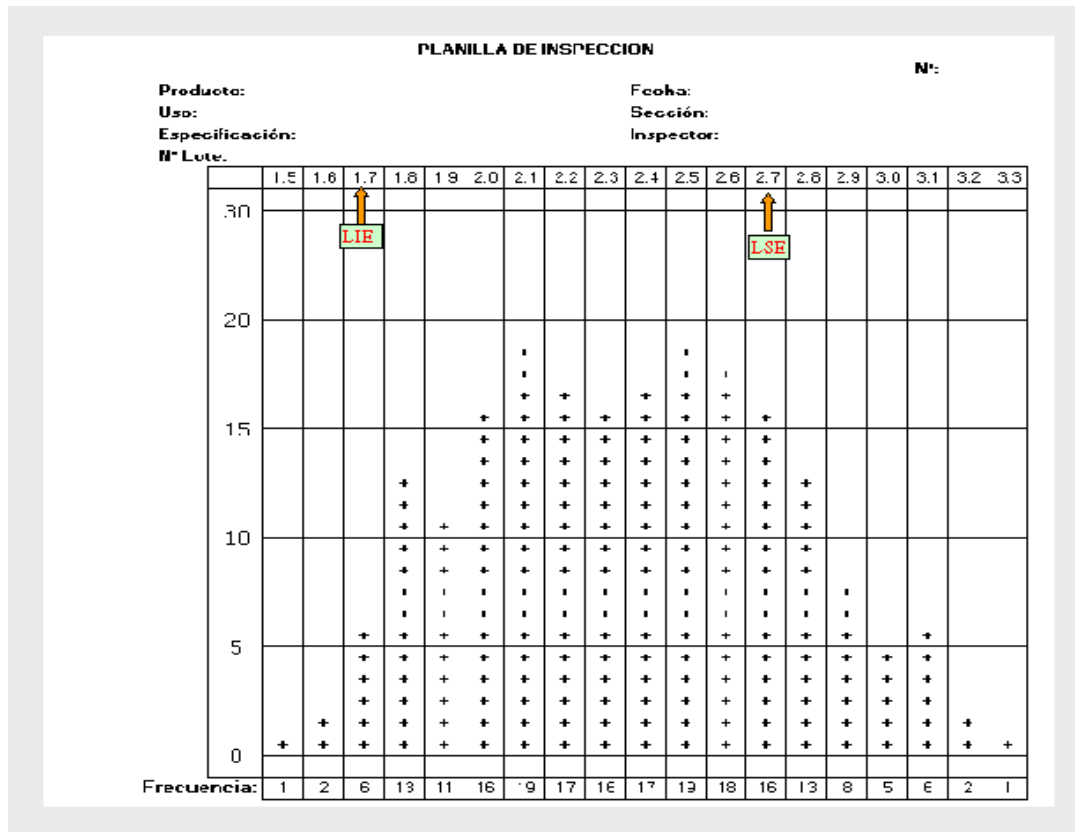 PLANILLA DE INSPECCION
Nº:
Producto: Fecha:
Uso: Sección:
Especificación: Inspector:
Nº Lote:
1.5 1.6 1.7 1.8 1.9 2.0 2.1 2.2 2.3 2.4 2.5 2.6 2.7 2.8 2.9 3.0 3.1 3.2 3.3
30
LIE LSE
20
15
10
5
0
Frecuencia: 1 2 6 13 11 16 19 17 16 17 19 18 16 13 8 5 6 2 1